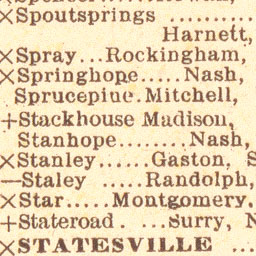 ×Spoutsprings ..........
Harnett,
×Spray...Rockingham,
×Springhope.....Nash,
Sprucepine.Mitchell,
+Stackhouse Madison,
Stanhope........Nash,
×Stanley......Gaston, S
—Staley .....Randolph,
×Star.....Montgomery.
+Stateroad. ...Surry, N
×STATESVILLE ...